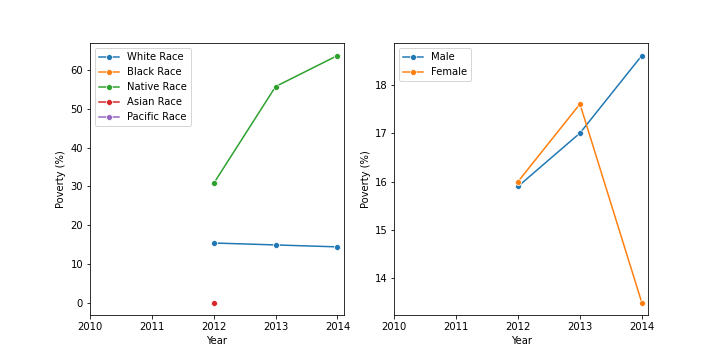 White Race
Black Race
Native Race
Asian Race
Pacific Race
60
50
40
30
20
10
0
Poverty (%)
2010 2011 2012 2013 2014
Year
Male
Female
18
17
16
15
14
Poverty (%)
2010 2011 2012 2013 2014
Year